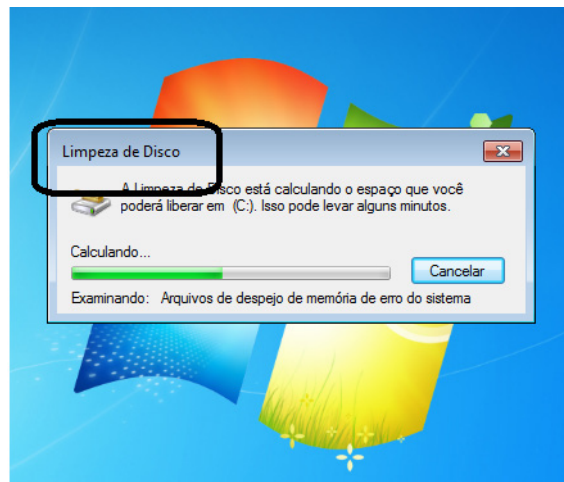 Limpeza de Disco
A Limpeza de Disco está calculando o espaço que você
poderá liberar em (C:). Isso pode levar alguns minutos.
Calculando...
Cancelar
Examinando: Arquivos de despejo de memória de erro do sistema